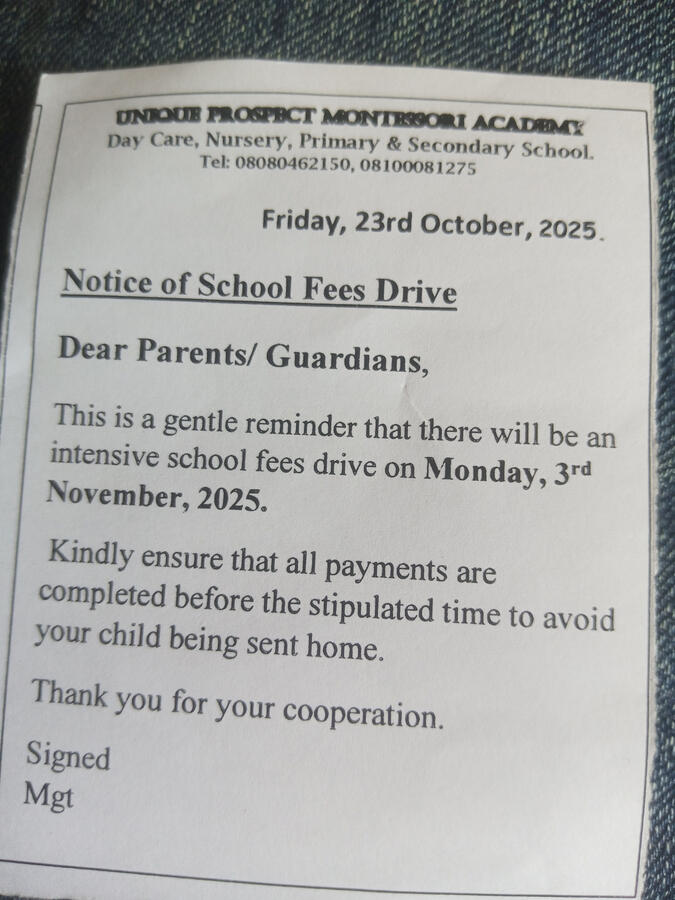 UNIQUE PROSPECT MONTESSORI ACADEMY
Day Care, Nursery, Primary & Secondary School.
Tel: 08080462150, 08100081275
Friday, 23rd October, 2025.
Notice of School Fees Drive
Dear Parents/ Guardians,
This is a gentle reminder that there will be an
intensive school fees drive on Monday, 3rd
November, 2025.
Kindly ensure that all payments are
completed before the stipulated time to avoid
your child being sent home.
Thank you for your cooperation.
Signed
Mgt